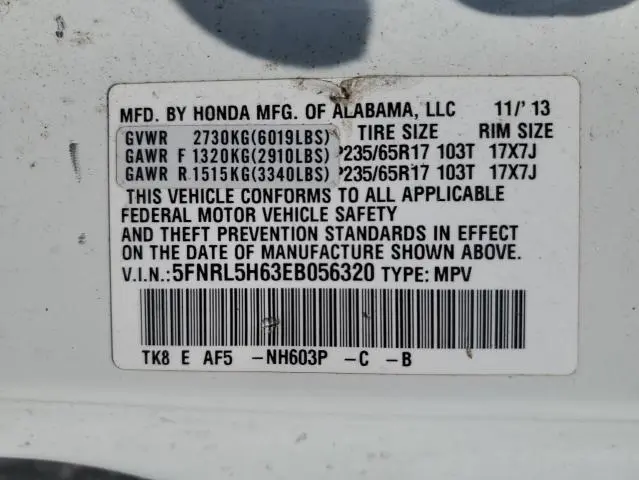 MFD. BY HONDA MFG. OF ALABAMA, LLC 11/'13
GVWR 2730KG(6019LBS) TIRE SIZE RIM SIZE
GAWR F 1320KG(2910LBS) P235/65R17 103T 17X7J
GAWR R 1515KG(3340LBS) P235/65R17 103T 17X7J
THIS VEHICLE CONFORMS TO ALL APPLICABLE
FEDERAL MOTOR VEHICLE SAFETY
AND THEFT PREVENTION STANDARDS IN EFFECT
ON THE DATE OF MANUFACTURE SHOWN ABOVE.
V.I.N.:5FNRL5H63EB056320 TYPE: MPV
TK8 E AF5 -NH603P -C -B